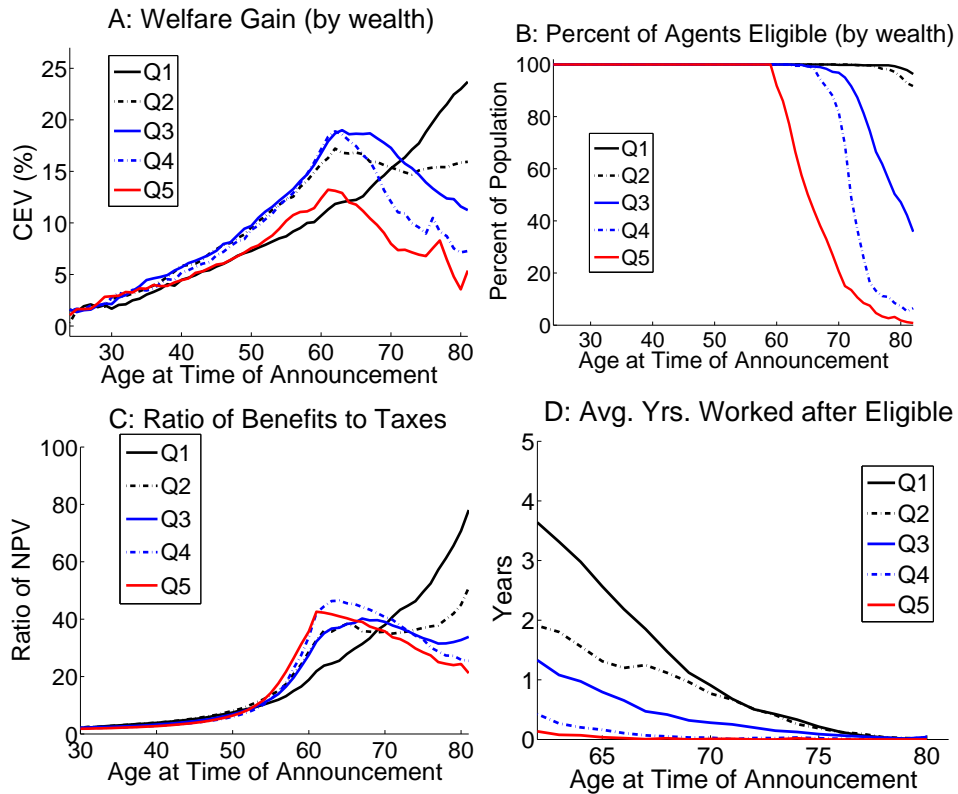 A: Welfare Gain (by wealth)
25
20
15
10
5
0
CEV (%)
Q1
Q2
Q3
Q4
Q5
30 40 50 60 70 80
Age at Time of Announcement
B: Percent of Agents Eligible (by wealth)
100
80
60
40
20
0
Percent of Population
Q1
Q2
Q3
Q4
Q5
30 40 50 60 70 80
Age at Time of Announcement
C: Ratio of Benefits to Taxes
100
80
60
40
20
0
Ratio of NPV
Q1
Q2
Q3
Q4
Q5
30 40 50 60 70 80
Age at Time of Announcement
D: Avg. Yrs. Worked after Eligible
5
4
3
2
1
0
Years
Q1
Q2
Q3
Q4
Q5
65 70 75 80
Age at Time of Announcement